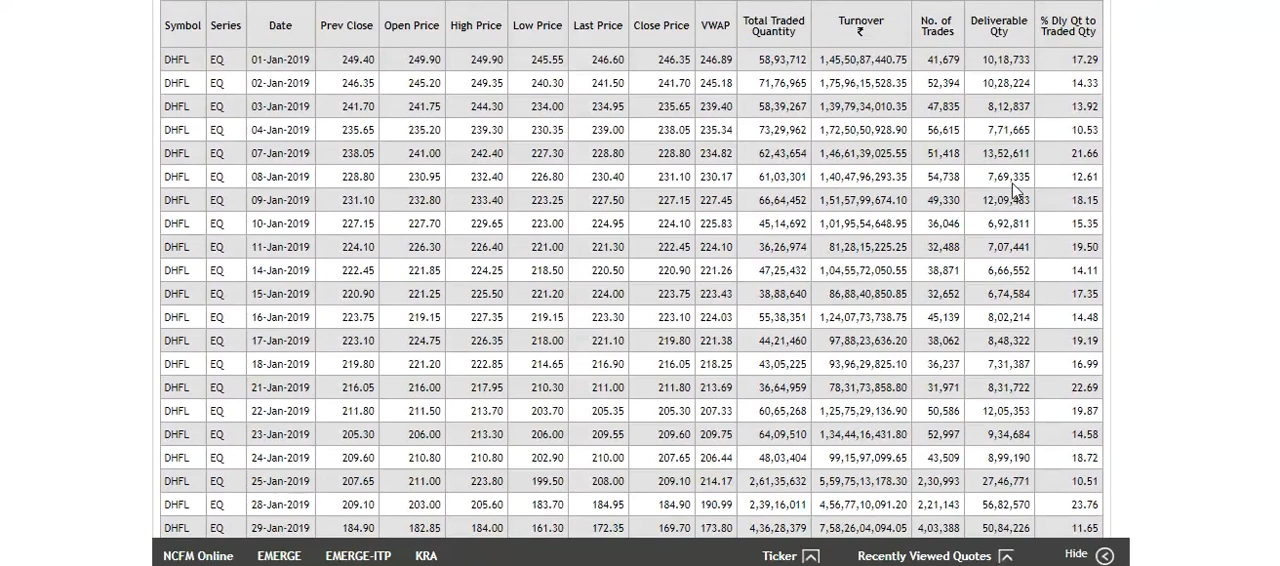 Symbol Series Date Prev Close Open Price High Price Low Price Last Price Close Price VWAP Total Traded Quantity Turnover ₹ No. of Trades Deliverable Qty % Dly Qt to Traded Qty
DHFL EQ 01-Jan-2019 249.40 249.90 249.90 245.55 246.60 246.35 246.89 58,93,712 1,45,50,87,440.75 41,679 10,18,733 17.29
DHFL EQ 02-Jan-2019 246.35 245.20 249.35 240.30 241.50 241.70 245.18 71,76,965 1,75,96,15,528.35 52,394 10,28,224 14.33
DHFL EQ 03-Jan-2019 241.70 241.75 244.30 234.00 234.95 235.65 239.40 58,39,267 1,39,79,34,010.35 47,835 8,12,837 13.92
DHFL EQ 04-Jan-2019 235.65 235.20 239.30 230.35 239.00 238.05 235.34 73,29,962 1,72,50,50,928.90 56,615 7,71,665 10.53
DHFL EQ 07-Jan-2019 238.05 241.00 242.40 227.30 228.80 228.80 234.82 62,43,654 1,46,61,39,025.55 51,418 13,52,611 21.66
DHFL EQ 08-Jan-2019 228.80 230.95 232.40 226.80 230.40 231.10 230.17 61,03,301 1,40,47,96,293.35 54,738 7,69,335 12.61
DHFL EQ 09-Jan-2019 231.10 232.80 233.40 223.25 227.50 227.15 227.45 66,64,452 1,51,57,99,674.10 49,330 18.15
DHFL EQ 10-Jan-2019 227.15 227.70 229.65 223.00 224.95 224.10 225.83 45,14,692 1,01,95,54,648.95 36,046 6,92,811 15.35
DHFL EQ 11-Jan-2019 224.10 226.30 226.40 221.00 221.30 222.45 224.10 36,26,974 81,28,15,225.25 32,488 7,07,441 19.50
DHFL EQ 14-Jan-2019 222.45 221.85 224.25 218.50 220.50 220.90 221.26 47,25,432 1,04,55,72,050.55 38,871 6,66,552 14.11
DHFL EQ 15-Jan-2019 220.90 221.25 225.50 221.20 224.00 223.75 223.43 38,88,640 86,88,40,850.85 32,652 6,74,584 17.35
DHFL EQ 16-Jan-2019 223.75 219.15 227.35 219.15 223.30 223.10 224.03 55,38,351 1,24,07,73,738.75 45,139 8,02,214 14.48
DHFL EQ 17-Jan-2019 223.10 224.75 226.35 218.00 221.10 219.80 221.38 44,21,460 97,88,23,636.20 38,062 8,48,322 19.19
DHFL EQ 18-Jan-2019 219.80 221.20 222.85 214.65 216.90 216.05 218.25 43,05,225 93,96,29,825.10 36,237 7,31,387 16.99
DHFL EQ 21-Jan-2019 216.05 216.00 217.95 210.30 211.00 211.80 213.69 36,64,959 78,31,73,858.80 31,971 8,31,722 22.69
DHFL EQ 22-Jan-2019 211.80 211.50 213.70 203.70 205.35 205.30 207.33 60,65,268 1,25,75,29,136.90 50,586 12,05,353 19.87
DHFL EQ 23-Jan-2019 205.30 206.00 213.30 206.00 209.55 209.60 209.75 64,09,510 1,34,44,16,431.80 52,997 9,34,684 14.58
DHFL EQ 24-Jan-2019 209.60 210.80 210.80 202.90 210.00 207.65 206.44 48,03,404 99,15,97,099.65 43,509 8,99,190 18.72
DHFL EQ 25-Jan-2019 207.65 211.00 223.80 199.50 208.00 209.10 214.17 2,61,35,632 5,59,75,13,178.30 2,30,993 27,46,771 10.51
DHFL EQ 28-Jan-2019 209.10 203.00 205.60 183.70 184.95 184.90 190.99 2,39,16,011 4,56,77,10,091.20 2,21,143 56,82,570 23.76
DHFL EQ 29-Jan-2019 184.90 182.85 184.00 161.30 172.35 169.70 173.80 4,36,28,379 7,58,26,04,094.05 4,03,388 50,84,226 11.65
NCFM Online EMERGE EMERGE-ITP KRA Ticker Recently Viewed Quotes Hide